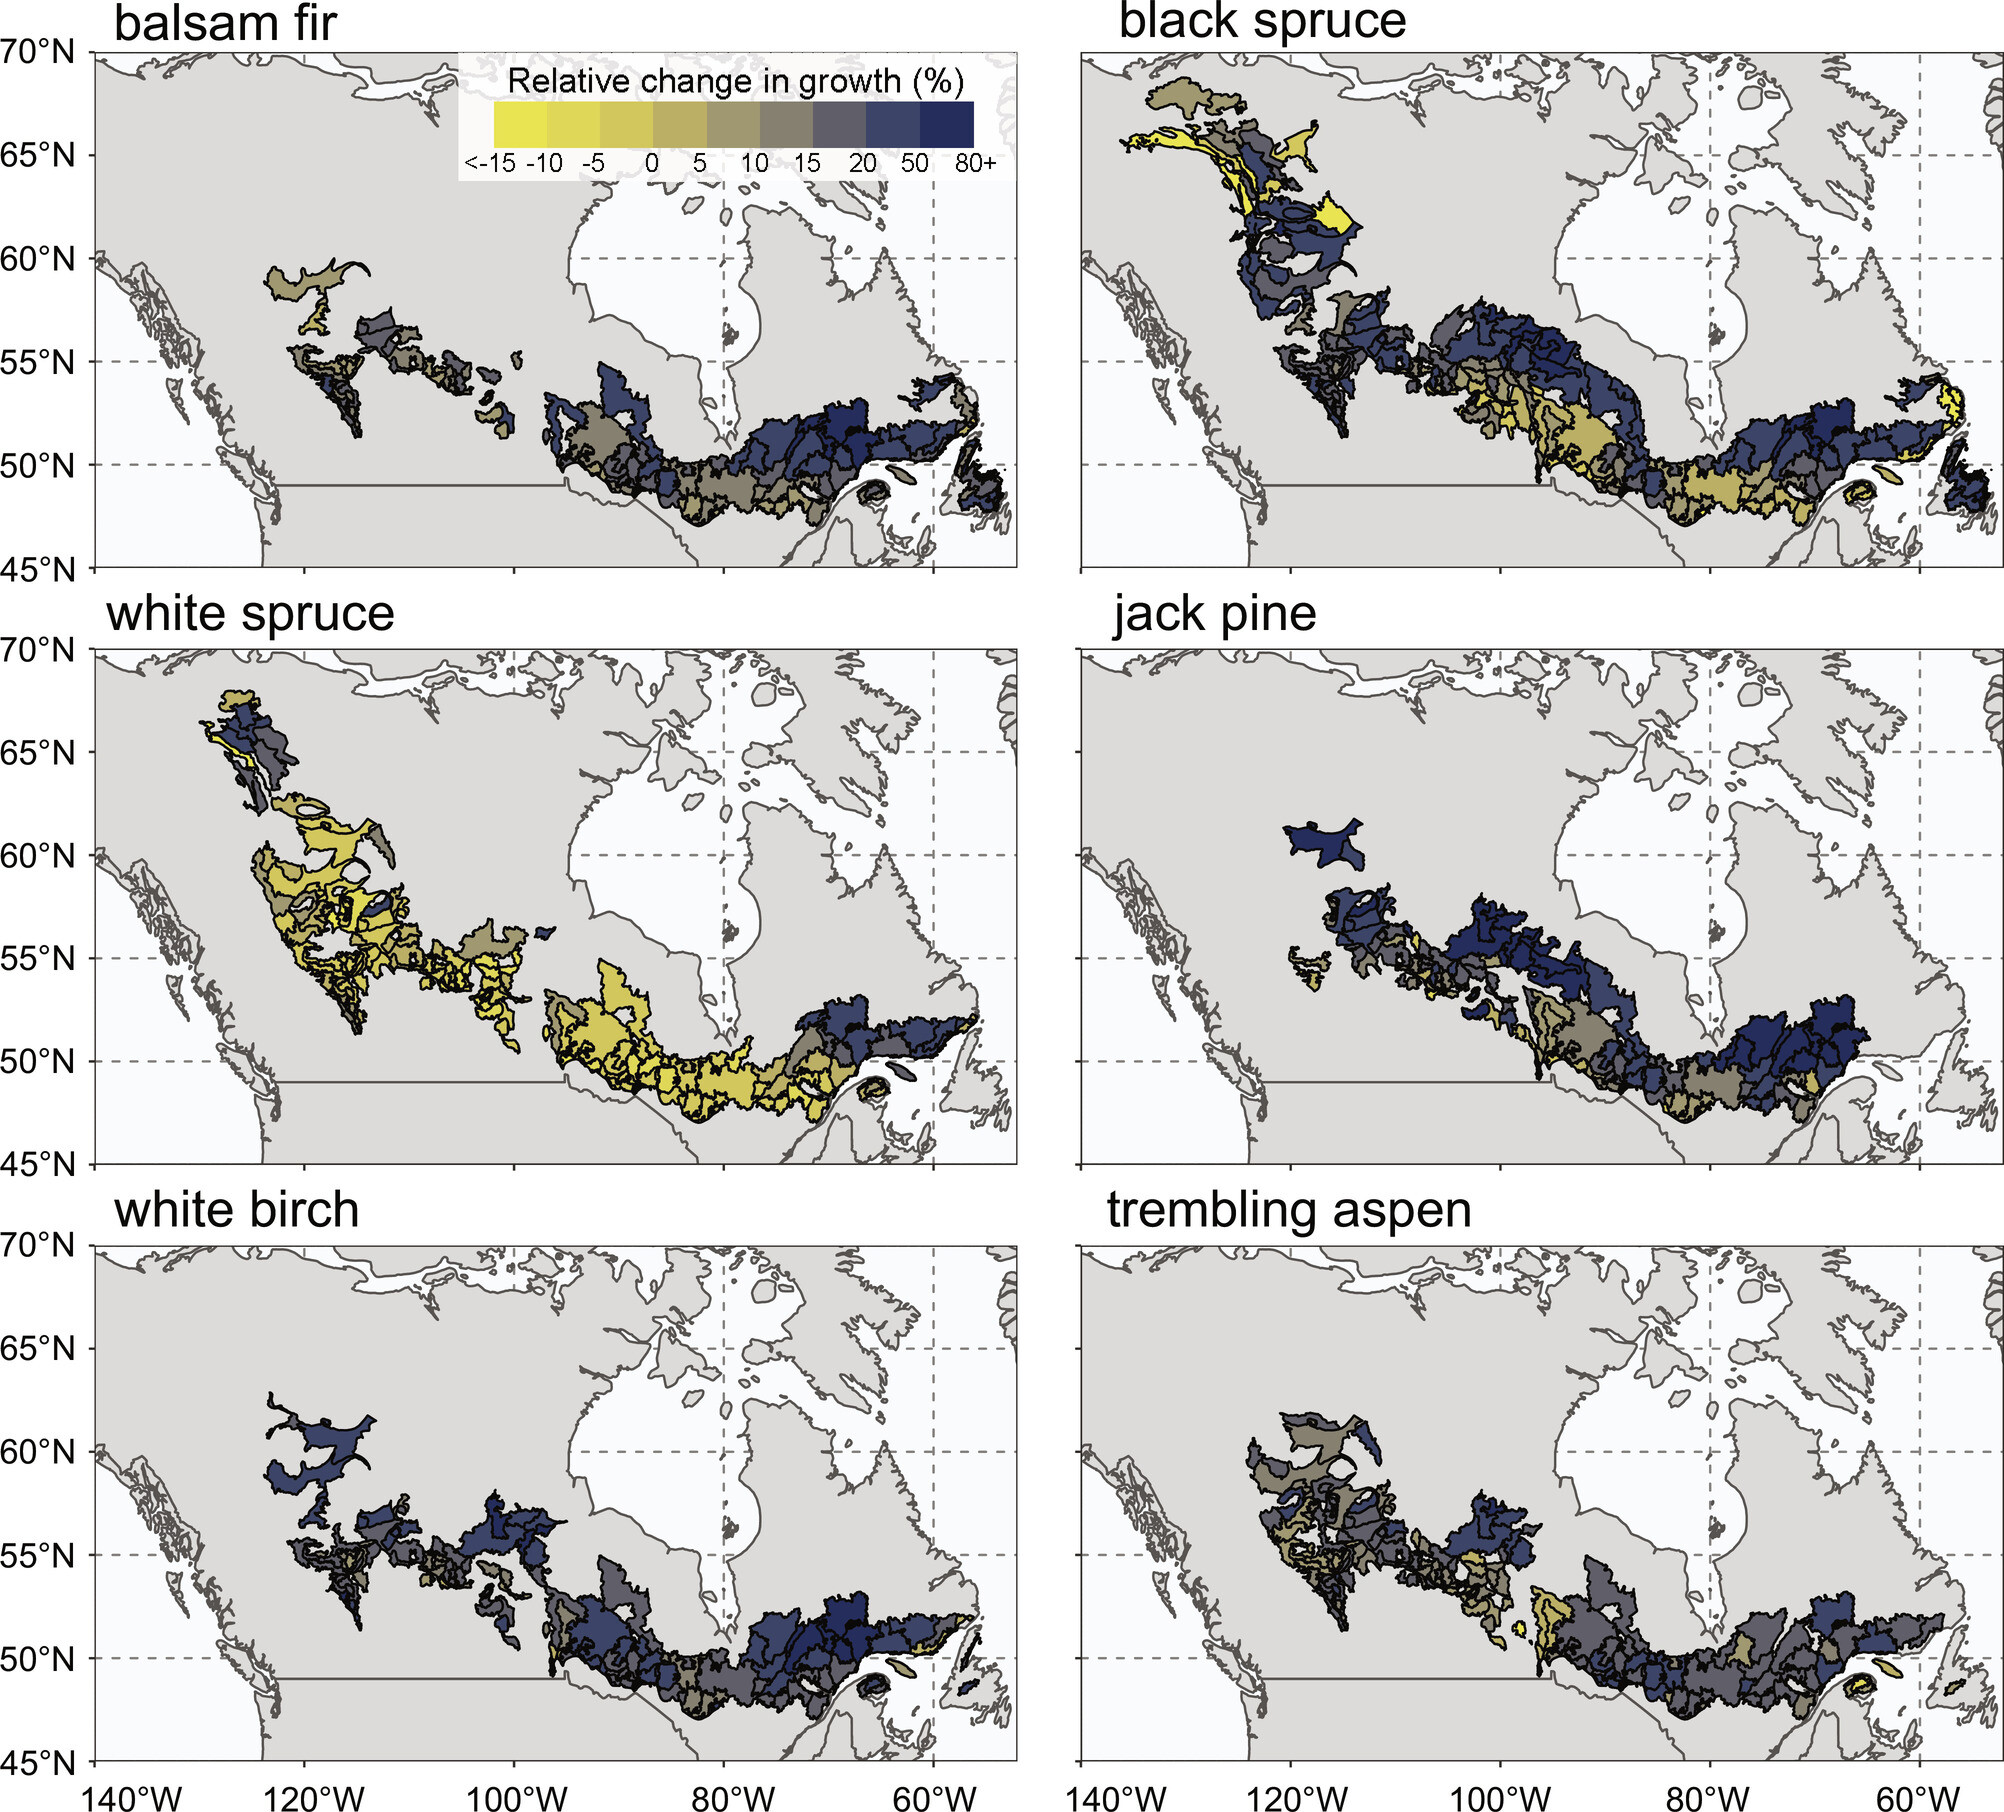 balsam fir
black spruce
70°N
Relative change in growth (%)
<-15 -10 -5 0 5 10 15 20 50 80+
65°N
60°N
55°N
50°N
45°N
white spruce
jack pine
70°N
65°N
60°N
55°N
50°N
45°N
white birch
trembling aspen
70°N
65°N
60°N
55°N
50°N
45°N
140°W 120°W 100°W 80°W 60°W 140°W 120°W 100°W 80°W 60°W